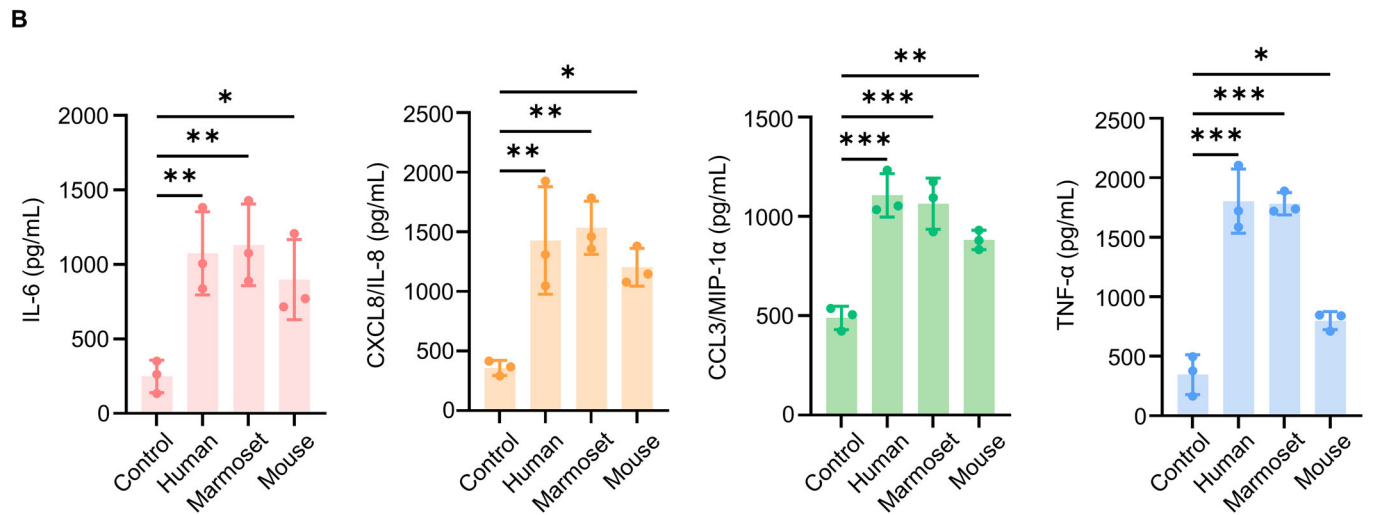 B
IL-6 (pg/mL)
2000
1500
1000
500
0
*
**
**
Control
Human
Marmoset
Mouse
CXCL8/IL-8 (pg/mL)
2500
2000
1500
1000
500
0
*
**
**
Control
Human
Marmoset
Mouse
CCL3/MIP-1α (pg/mL)
1500
1000
500
0
**
***
***
Control
Human
Marmoset
Mouse
TNF-α (pg/mL)
2500
2000
1500
1000
500
0
*
***
***
Control
Human
Marmoset
Mouse